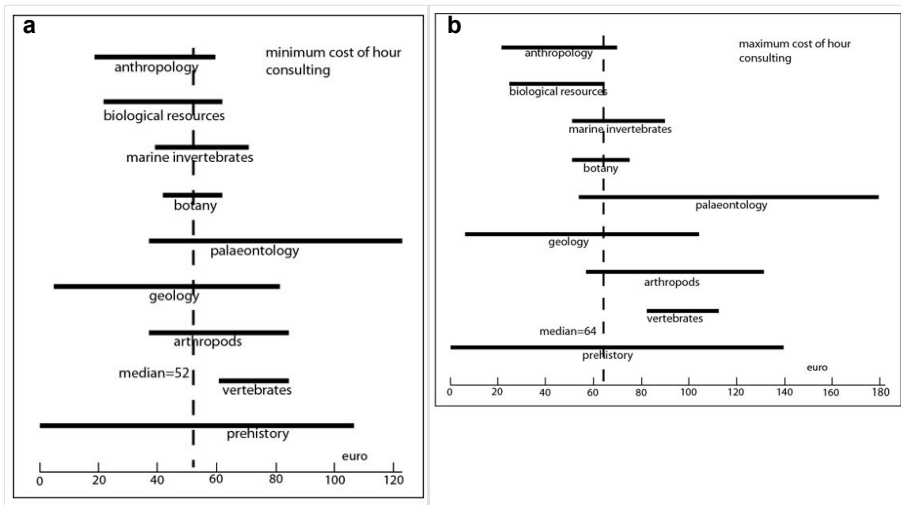 a
minimum cost of hour
consulting
anthropology
biological resources
marine invertebrates
botany
palaeontology
geology
arthropods
median=52
vertebrates
prehistory
euro
0 20 40 60 80 100 120
b
maximum cost of hour
consulting
anthropology
biological resources
marine invertebrates
botany
palaeontology
geology
arthropods
vertebrates
median=64
prehistory
euro
0 20 40 60 80 100 120 140 160 180